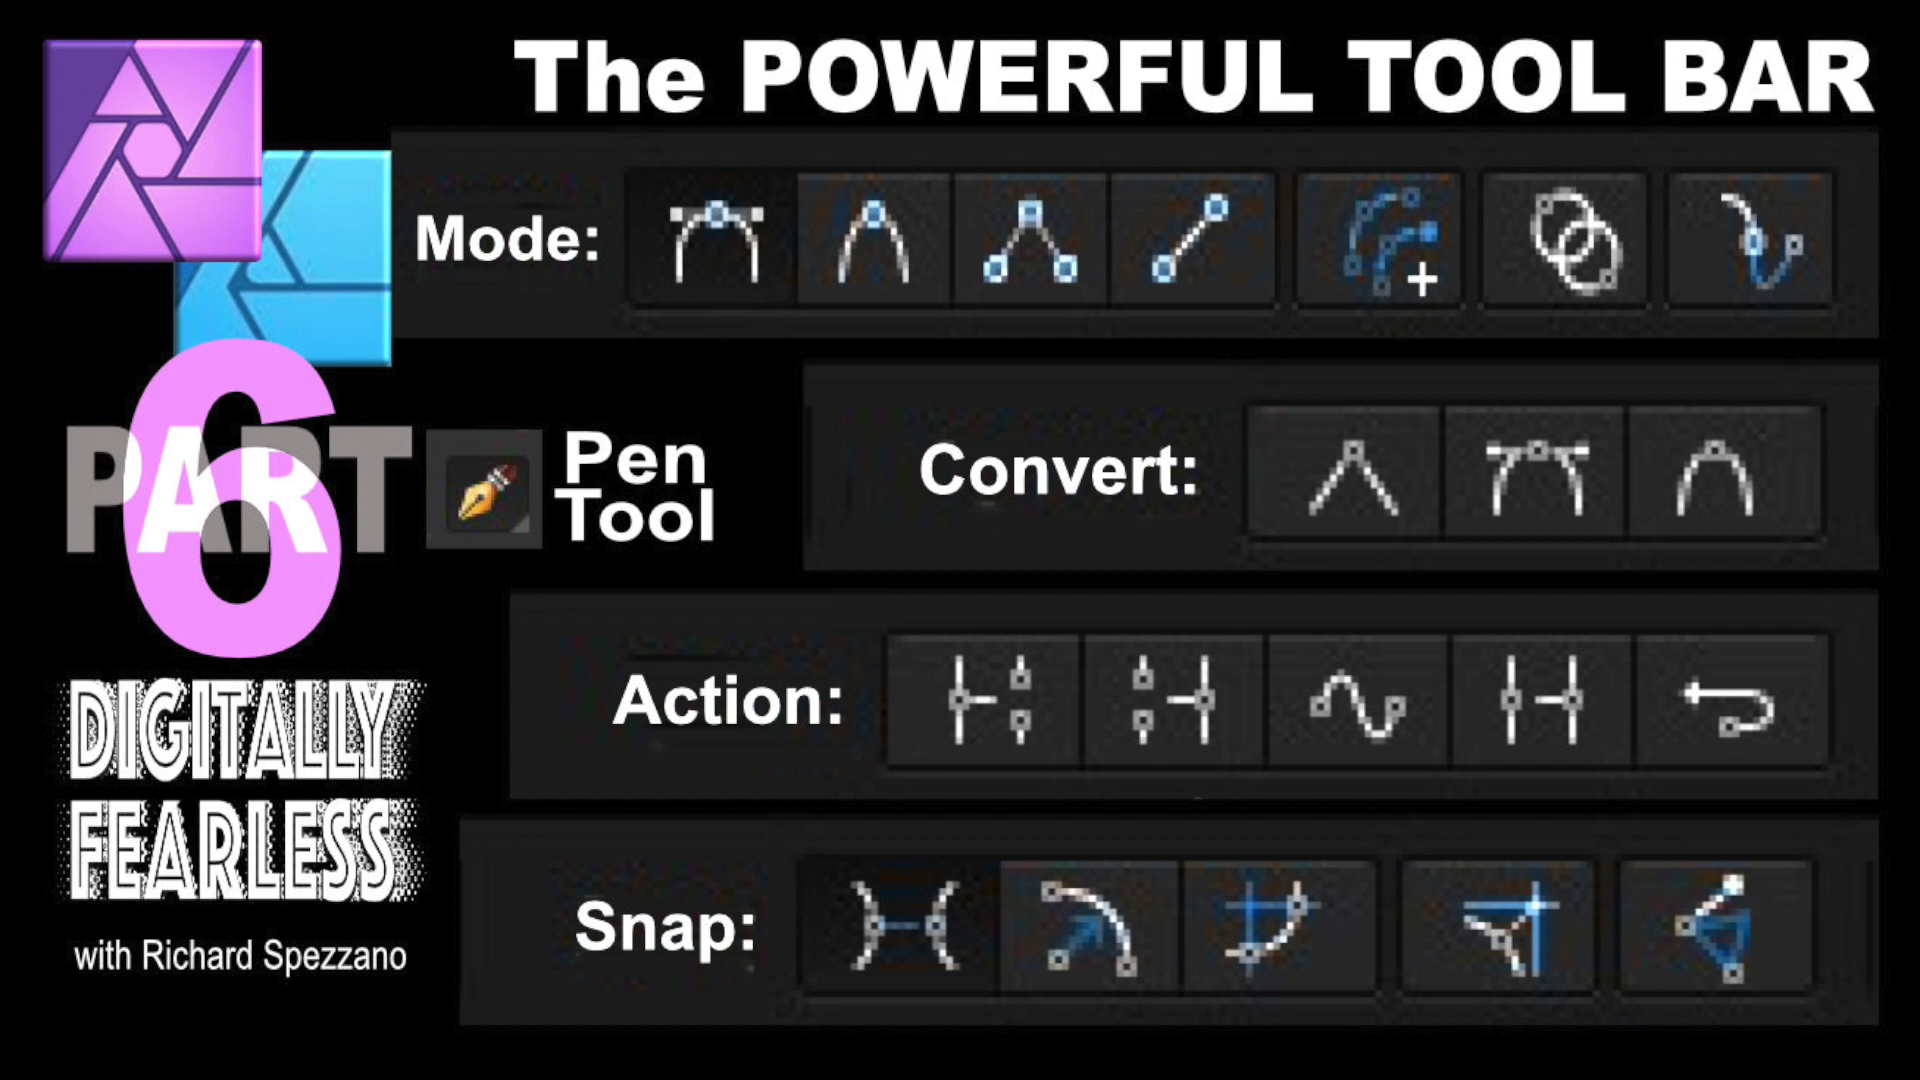 The POWERFUL TOOL BAR
Mode:
PART 6
Pen
Tool
Convert:
Action:
Snap:
DIGITALLY
FEARLESS
with Richard Spezzano